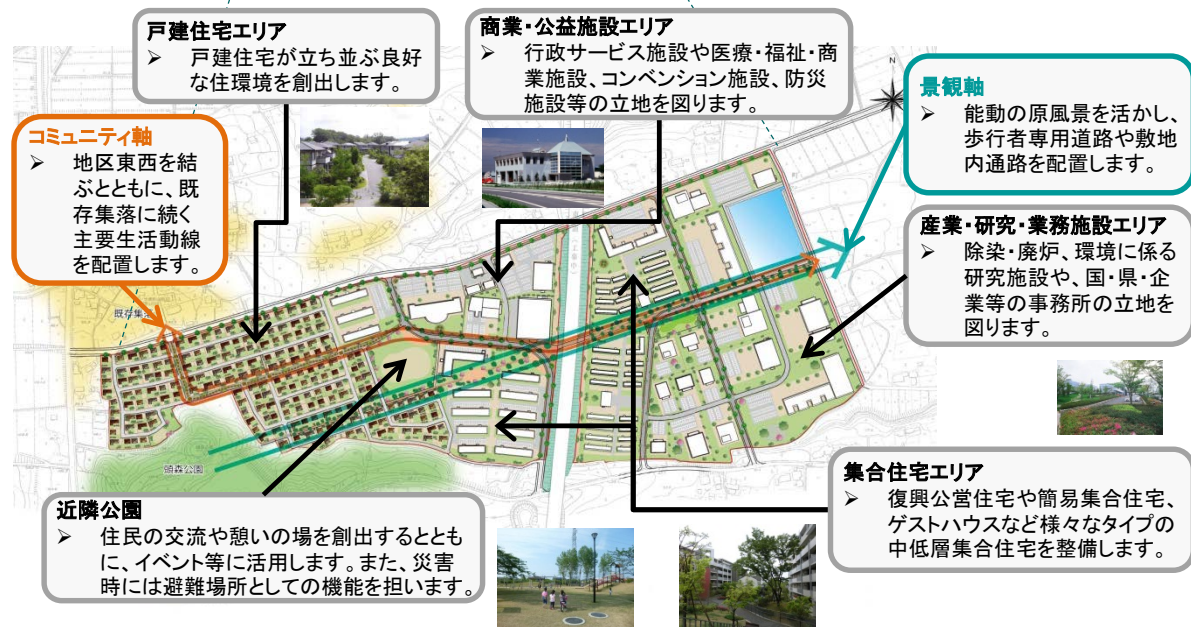 戸建住宅エリア
➢ 戸建住宅が立ち並ぶ良好
な住環境を創出します。
商業・公益施設エリア
➢ 行政サービス施設や医療・福祉・商
業施設、コンベンション施設、防災
施設等の立地を図ります。
N
景観軸
➢ 能動の原風景を活かし、
歩行者専用道路や敷地
内通路を配置します。
コミュニティ軸
➢ 地区東西を結
ぶとともに、既
存集落に続く
主要生活動線
を配置します。
産業・研究・業務施設エリア
➢ 除染・廃炉、環境に係る
研究施設や、国・県・企
業等の事務所の立地を
図ります。
既存集
頭森公園
近隣公園
➢ 住民の交流や憩いの場を創出するととも
に、イベント等に活用します。また、災害
時には避難場所としての機能を担います。
集合住宅エリア
➢ 復興公営住宅や簡易集合住宅、
ゲストハウスなど様々なタイプの
中低層集合住宅を整備します。